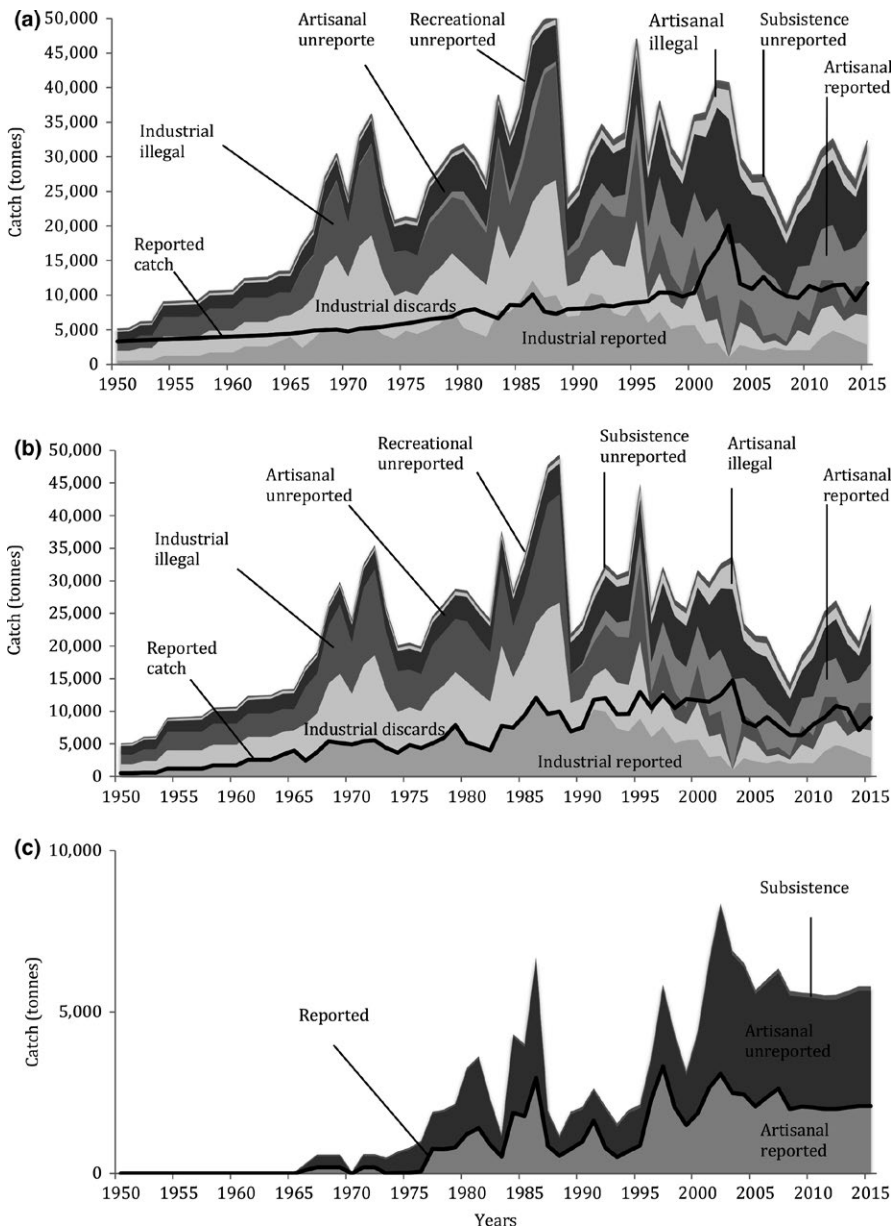 (a)
Artisanal
unreporte
Recreational
unreported
Artisanal
illegal
Subsistence
unreported
Artisanal
reported
Industrial
illegal
Reported
catch
Industrial discards
Industrial reported
Catch (tonnes)
50,000
45,000
40,000
35,000
30,000
25,000
20,000
15,000
10,000
5,000
0
1950 1955 1960 1965 1970 1975 1980 1985 1990 1995 2000 2005 2010 2015
(b)
Artisanal
unreported
Recreational
unreported
Subsistence
unreported
Artisanal
illegal
Artisanal
reported
Industrial
illegal
Reported
catch
Industrial discards
Industrial reported
Catch (tonnes)
50,000
45,000
40,000
35,000
30,000
25,000
20,000
15,000
10,000
5,000
0
1950 1955 1960 1965 1970 1975 1980 1985 1990 1995 2000 2005 2010 2015
(c)
Subsistence
Reported
Artisanal
unreported
Artisanal
reported
Catch (tonnes)
10,000
5,000
0
1950 1955 1960 1965 1970 1975 1980 1985 1990 1995 2000 2005 2010 2015
Years